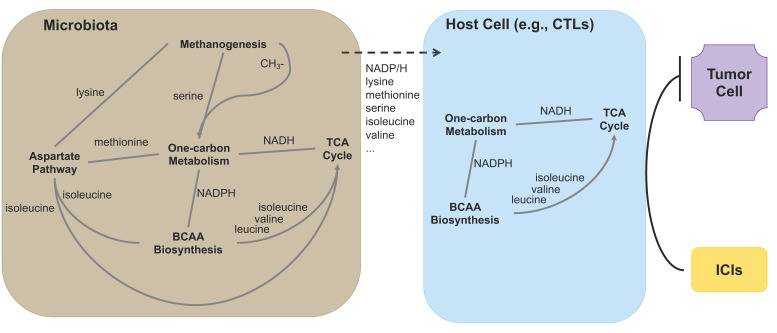 Microbiota
Methanogenesis
CH3-
lysine
serine
methionine
One-carbon
Metabolism
NADH
TCA
Cycle
Aspartate
Pathway
NADPH
isoleucine
isoleucine
isoleucine
valine
leucine
BCAA
Biosynthesis
NADP/H
lysine
methionine
serine
isoleucine
valine
...
Host Cell (e.g., CTLs)
One-carbon
Metabolism
NADH
TCA
Cycle
NADPH
isoleucine
valine
leucine
BCAA
Biosynthesis
Tumor
Cell
ICIs